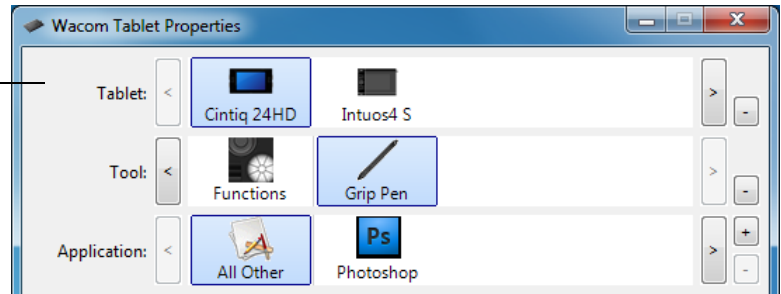 Wacom Tablet Properties
Tablet: < Cintiq 24HD Intuos4 S > -
Tool: < Functions Grip Pen > -
Application: < All Other Ps Photoshop > + -